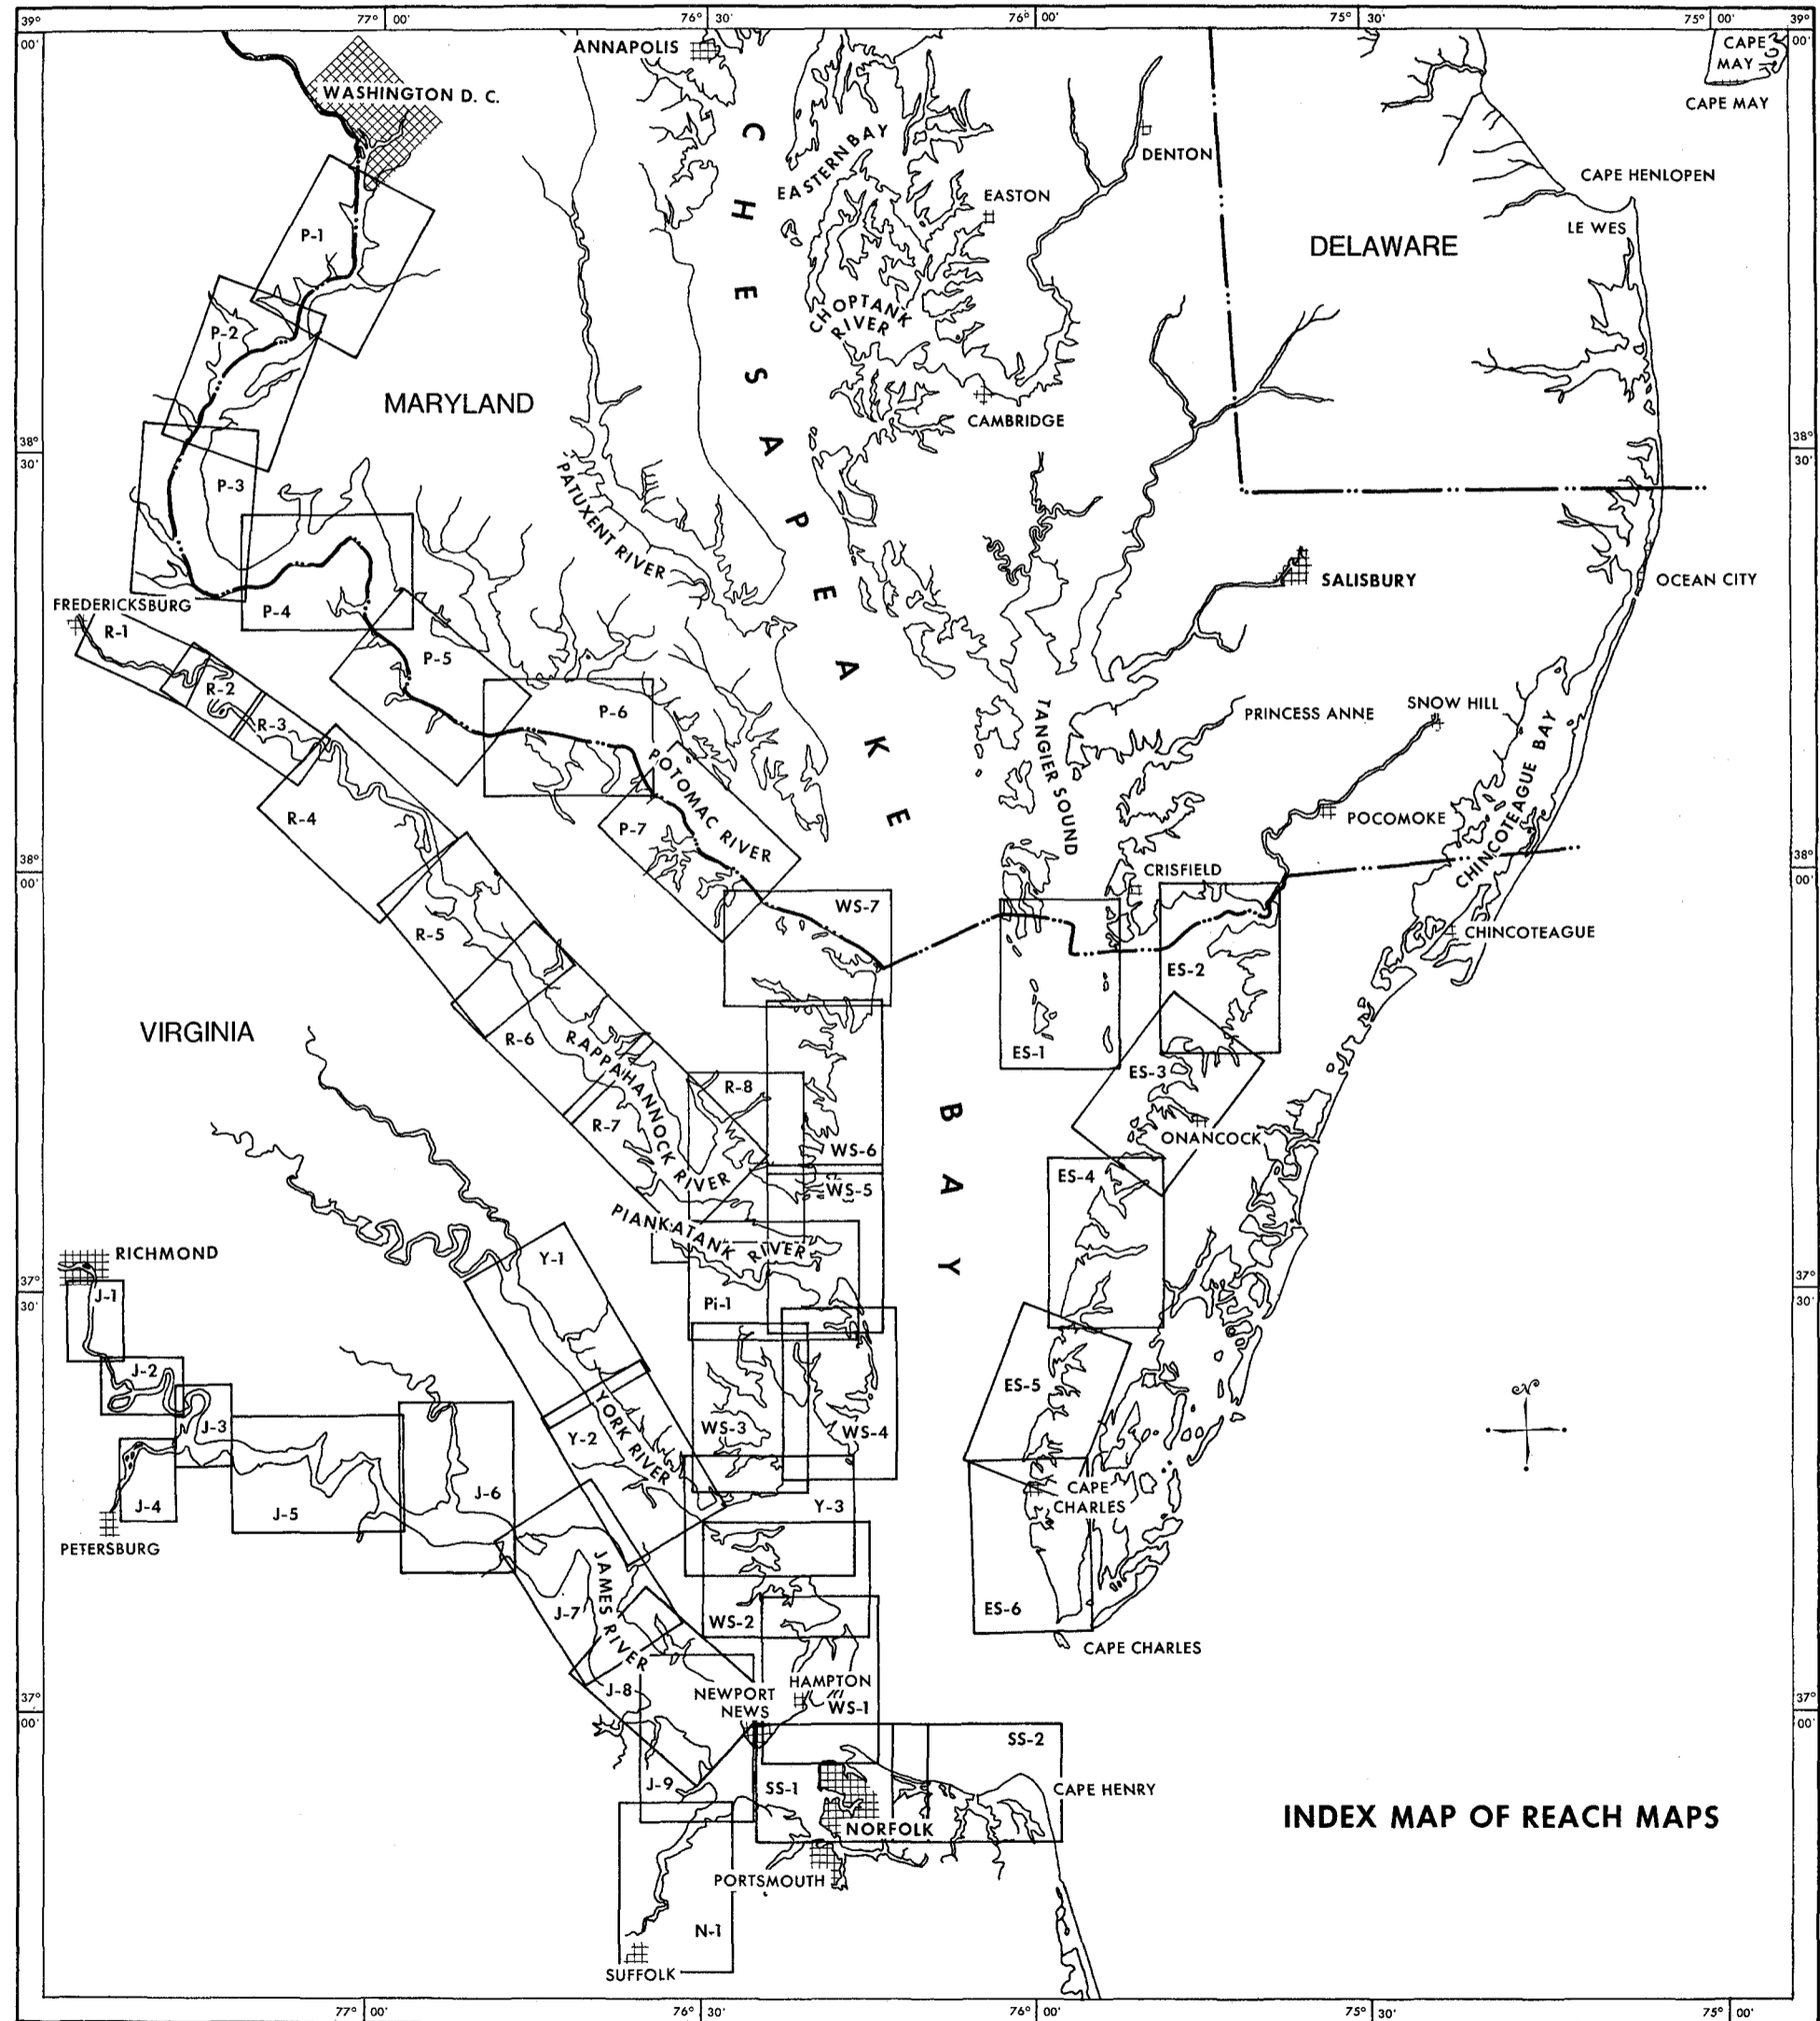 39°
77° 00'
76° 30'
76° 00'
75° 30'
75° 00'
39°
00'
00'
ANNAPOLIS
CAPE
MAY
CAPE MAY
WASHINGTON D. C.
DENTON
EASTERN BAY
EASTON
CAPE HENLOPEN
LE WES
DELAWARE
P-1
P-2
CHOPTANK
RIVER
CAMBRIDGE
MARYLAND
CHESAPEAKE
38°
30'
38°
30'
P-3
PATUXENT RIVER
SALISBURY
OCEAN CITY
P-4
FREDERICKSBURG
R-1
P-5
R-2
R-3
P-6
TANGIER SOUND
PRINCESS ANNE
SNOW HILL
CHINCOTEAGUE BAY
POTOMAC RIVER
P-7
R-4
POCOMOKE
38°
00'
38°
00'
CRISFIELD
WS-7
R-5
CHINCOTEAGUE
ES-2
VIRGINIA
R-6
RAPPAHANNOCK RIVER
ES-1
ES-3
R-8
R-7
BAY
ONANCOCK
WS-6
WS-5
ES-4
PIANKATANK RIVER
RICHMOND
Y-1
37°
30'
37°
30'
J-1
Pi-1
J-2
ES-5
J-3
YORK RIVER
Y-2
WS-3
WS-4
J-6
J-4
J-5
Y-3
CAPE
CHARLES
PETERSBURG
JAMES RIVER
J-7
WS-2
ES-6
CAPE CHARLES
J-8
NEWPORT
NEWS
HAMPTON
WS-1
37°
00'
37°
00'
SS-2
J-9
SS-1
CAPE HENRY
NORFOLK
INDEX MAP OF REACH MAPS
PORTSMOUTH
N-1
SUFFOLK
N
77° 00'
76° 30'
76° 00'
75° 30'
75° 00'